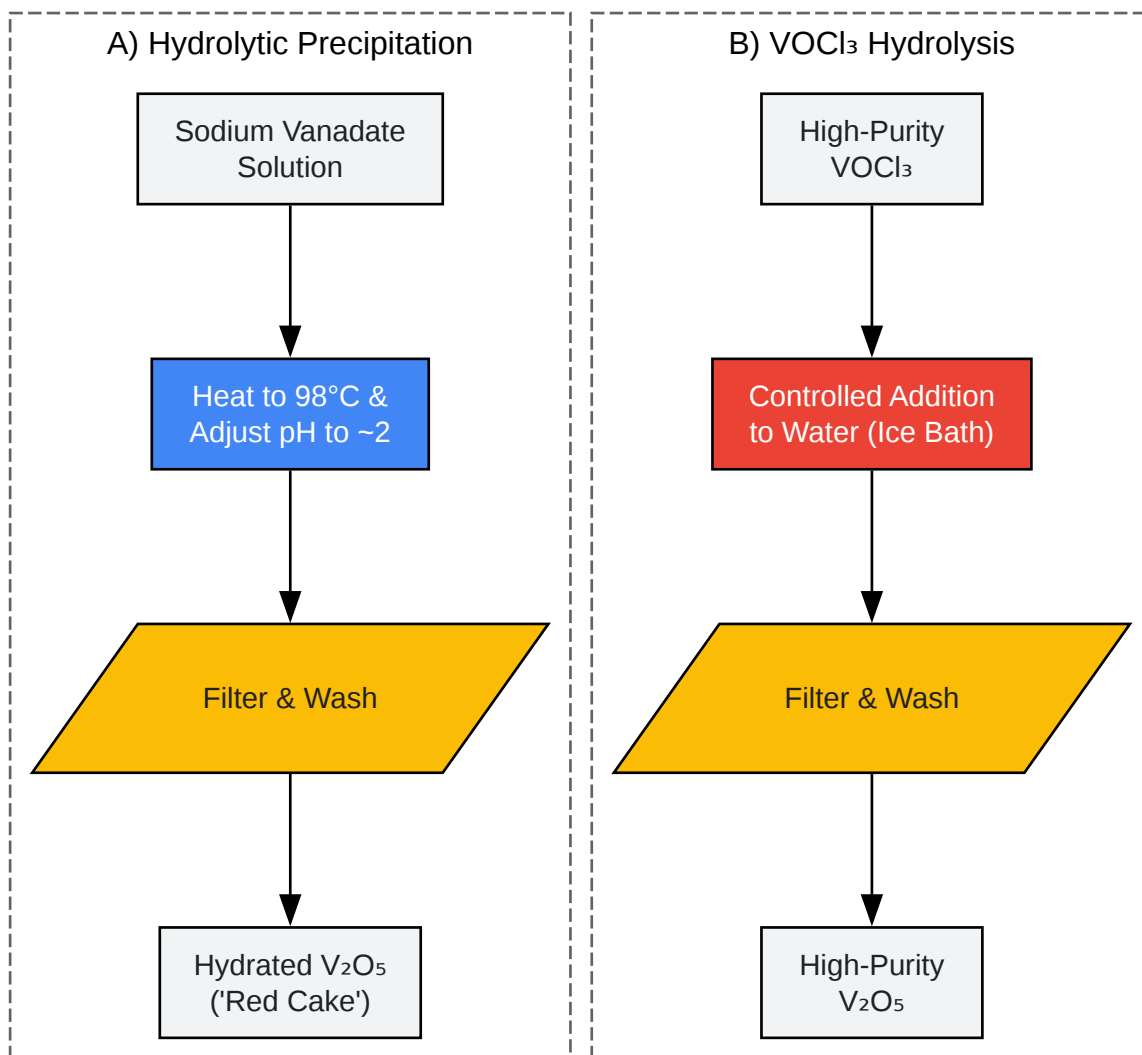 A) Hydrolytic Precipitation
Sodium Vanadate
Solution
Heat to 98°C &
Adjust pH to ~2
Filter & Wash
Hydrated V₂O₅
('Red Cake')
B) VOCl₃ Hydrolysis
High-Purity
VOCl₃
Controlled Addition
to Water (Ice Bath)
Filter & Wash
High-Purity
V₂O₅